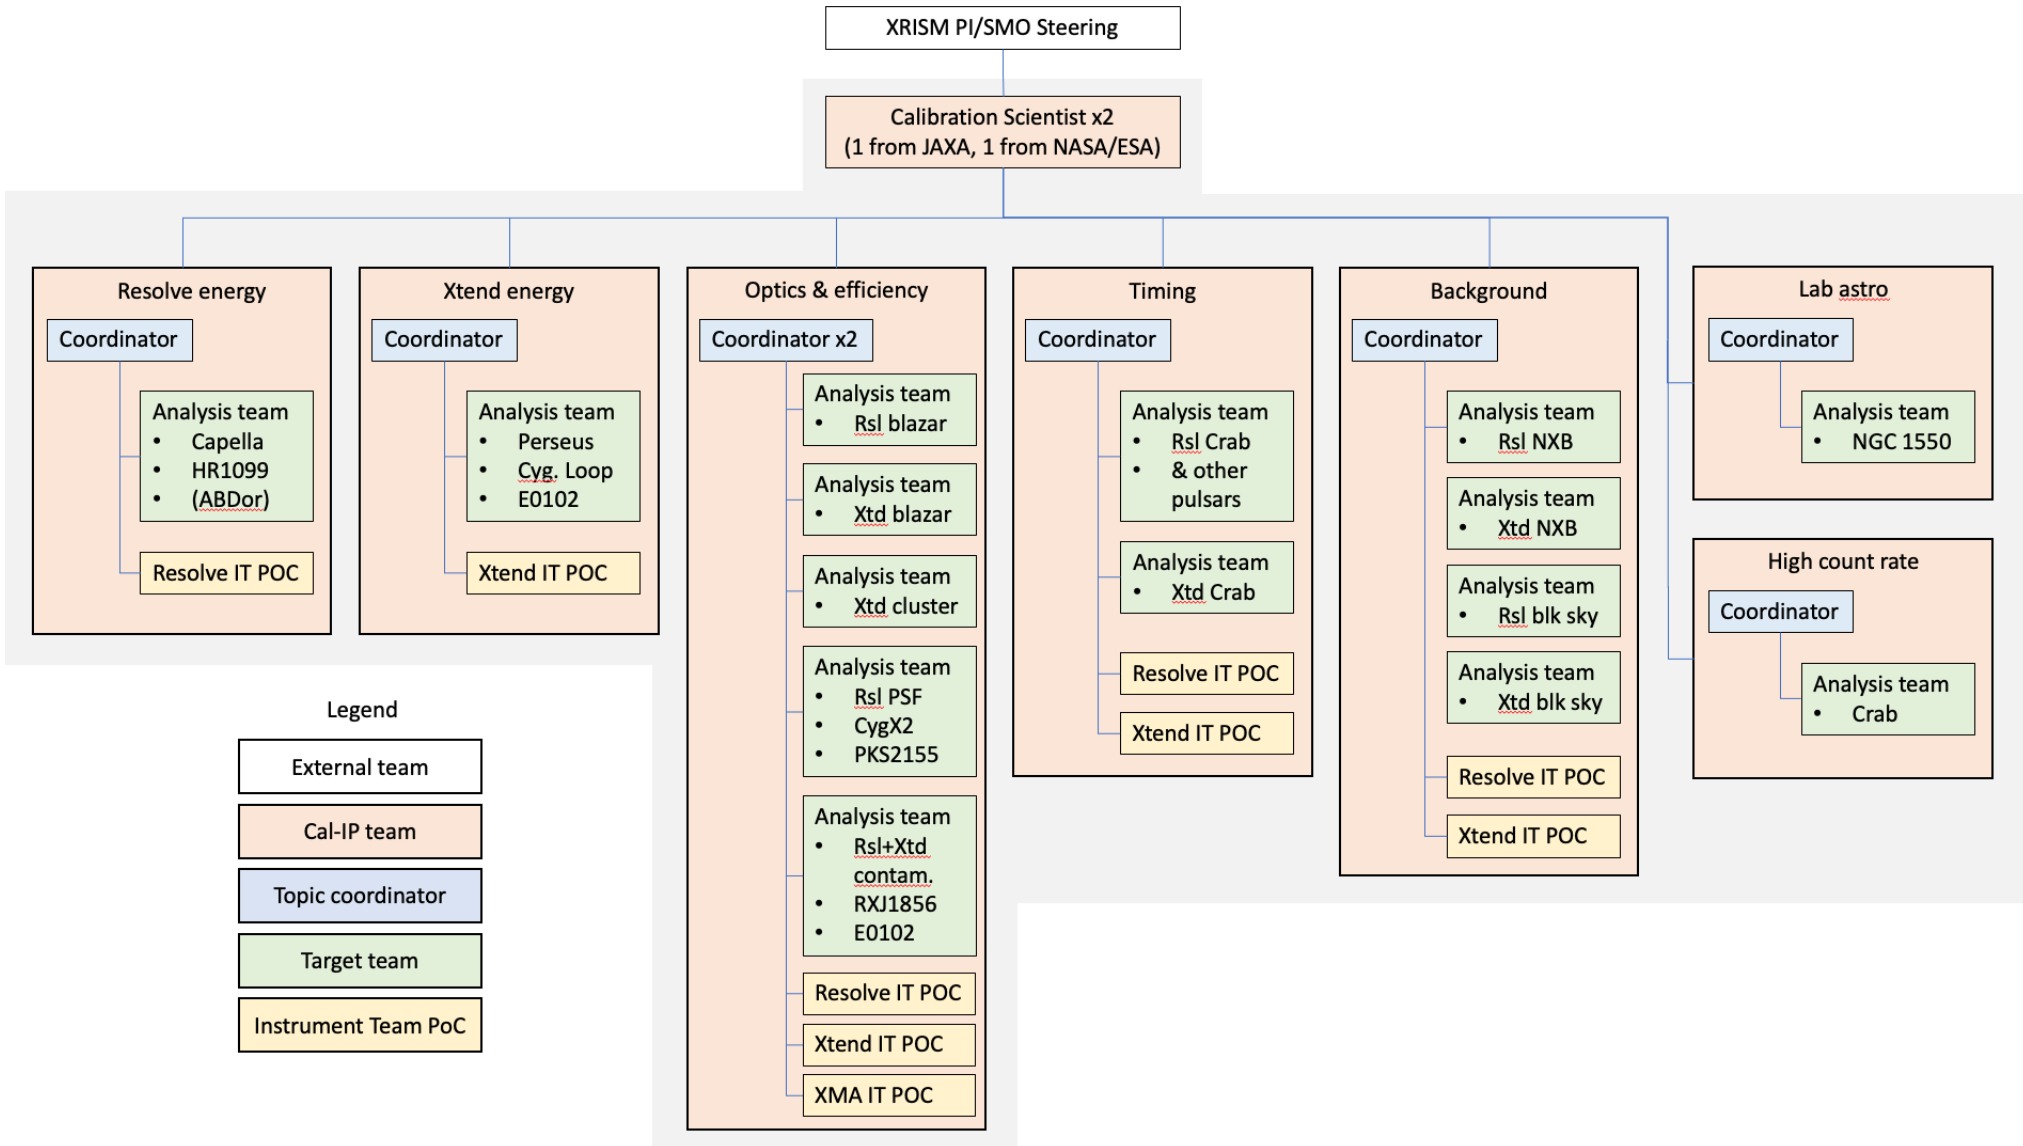 XRISM PI/SMO Steering
Calibration Scientist x2
(1 from JAXA, 1 from NASA/ESA)
Resolve energy
Coordinator
Analysis team
• Capella
• HR1099
• (ABDor)
Resolve IT POC
Xtend energy
Coordinator
Analysis team
• Perseus
• Cyg. Loop
• E0102
Xtend IT POC
Optics & efficiency
Coordinator x2
Analysis team
• Rsl blazar
Analysis team
• Xtd blazar
Analysis team
• Xtd cluster
Analysis team
• Rsl PSF
• CygX2
• PKS2155
Analysis team
• Rsl+Xtd
contam.
• RXJ1856
• E0102
Resolve IT POC
Xtend IT POC
XMA IT POC
Timing
Coordinator
Analysis team
• Rsl Crab
• & other
pulsars
Analysis team
• Xtd Crab
Resolve IT POC
Xtend IT POC
Background
Coordinator
Analysis team
• Rsl NXB
Analysis team
• Xtd NXB
Analysis team
• Rsl blk sky
Analysis team
• Xtd blk sky
Resolve IT POC
Xtend IT POC
Lab astro
Coordinator
Analysis team
• NGC 1550
High count rate
Coordinator
Analysis team
• Crab
Legend
External team
Cal-IP team
Topic coordinator
Target team
Instrument Team PoC